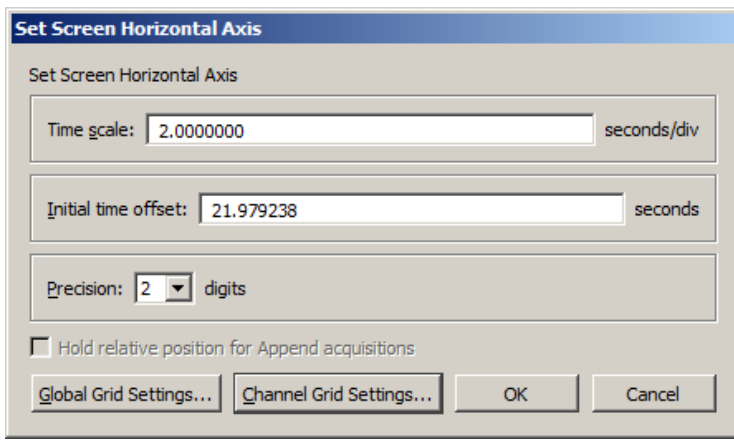 Set Screen Horizontal Axis
Set Screen Horizontal Axis
Time scale: 2.0000000 seconds/div
Initial time offset: 21.979238 seconds
Precision: 2 digits
Hold relative position for Append acquisitions
Global Grid Settings... Channel Grid Settings... OK Cancel